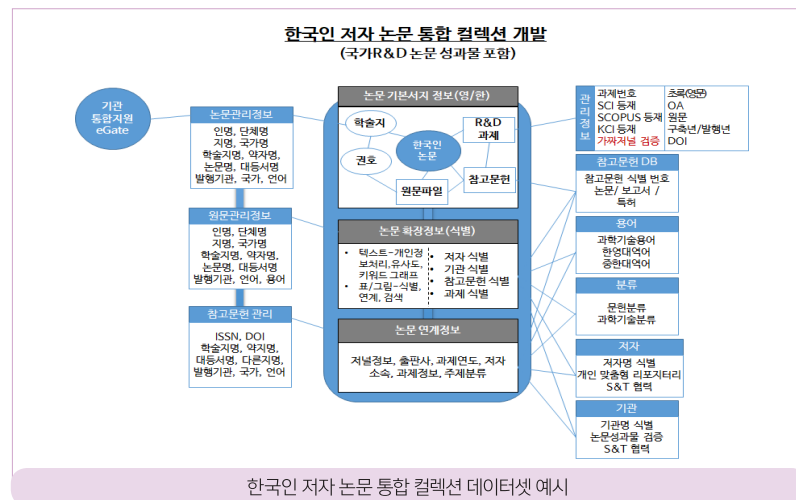 한국인 저자 논문 통합 컬렉션 개발
(국가R&D 논문 성과물 포함)
기관
통합지원
eGate
논문관리정보
인명, 단체명
지명, 국가명
학술지명, 약자명
논문명, 대등서명
발행기관, 국가, 언어
원문관리정보
인명, 단체명
지명, 국가명
학술지명, 약자명,
논문명, 대등서명
발행기관, 언어, 용어
참고문헌 관리
ISSN, DOI
학술지명, 약지명,
대등서명, 다른지명,
발행기관, 국가, 언어
논문 기본서지 정보(영/한)
학술지
권호
한국인
논문
R&D
과제
원문파일
참고문헌
논문 확장정보(식별)
• 텍스트-개인정
보처리,유사도,
키워드 그래프
• 표/그림-식별,
연계, 검색
• 저자 식별
• 기관 식별
• 참고문헌 식별
• 과제 식별
논문 연계정보
저널정보, 출판사, 과제연도, 저자
소속, 과제정보, 주제분류
관리정보
과제번호
SCI 등재
SCOPUS 등재
KCI 등재
가짜저널 검증
초록(영문)
OA
원문
구축년/발행년
DOI
참고문헌 DB
참고문헌 식별 번호
논문/ 보고서 /
특허
용어
과학기술용어
한영대역어
중한대역어
분류
문헌분류
과학기술분류
저자
저자명 식별
개인 맞춤형 리포지터리
S&T 협력
기관
기관명 식별
논문성과물 검증
S&T 협력
한국인 저자 논문 통합 컬렉션 데이터셋 예시